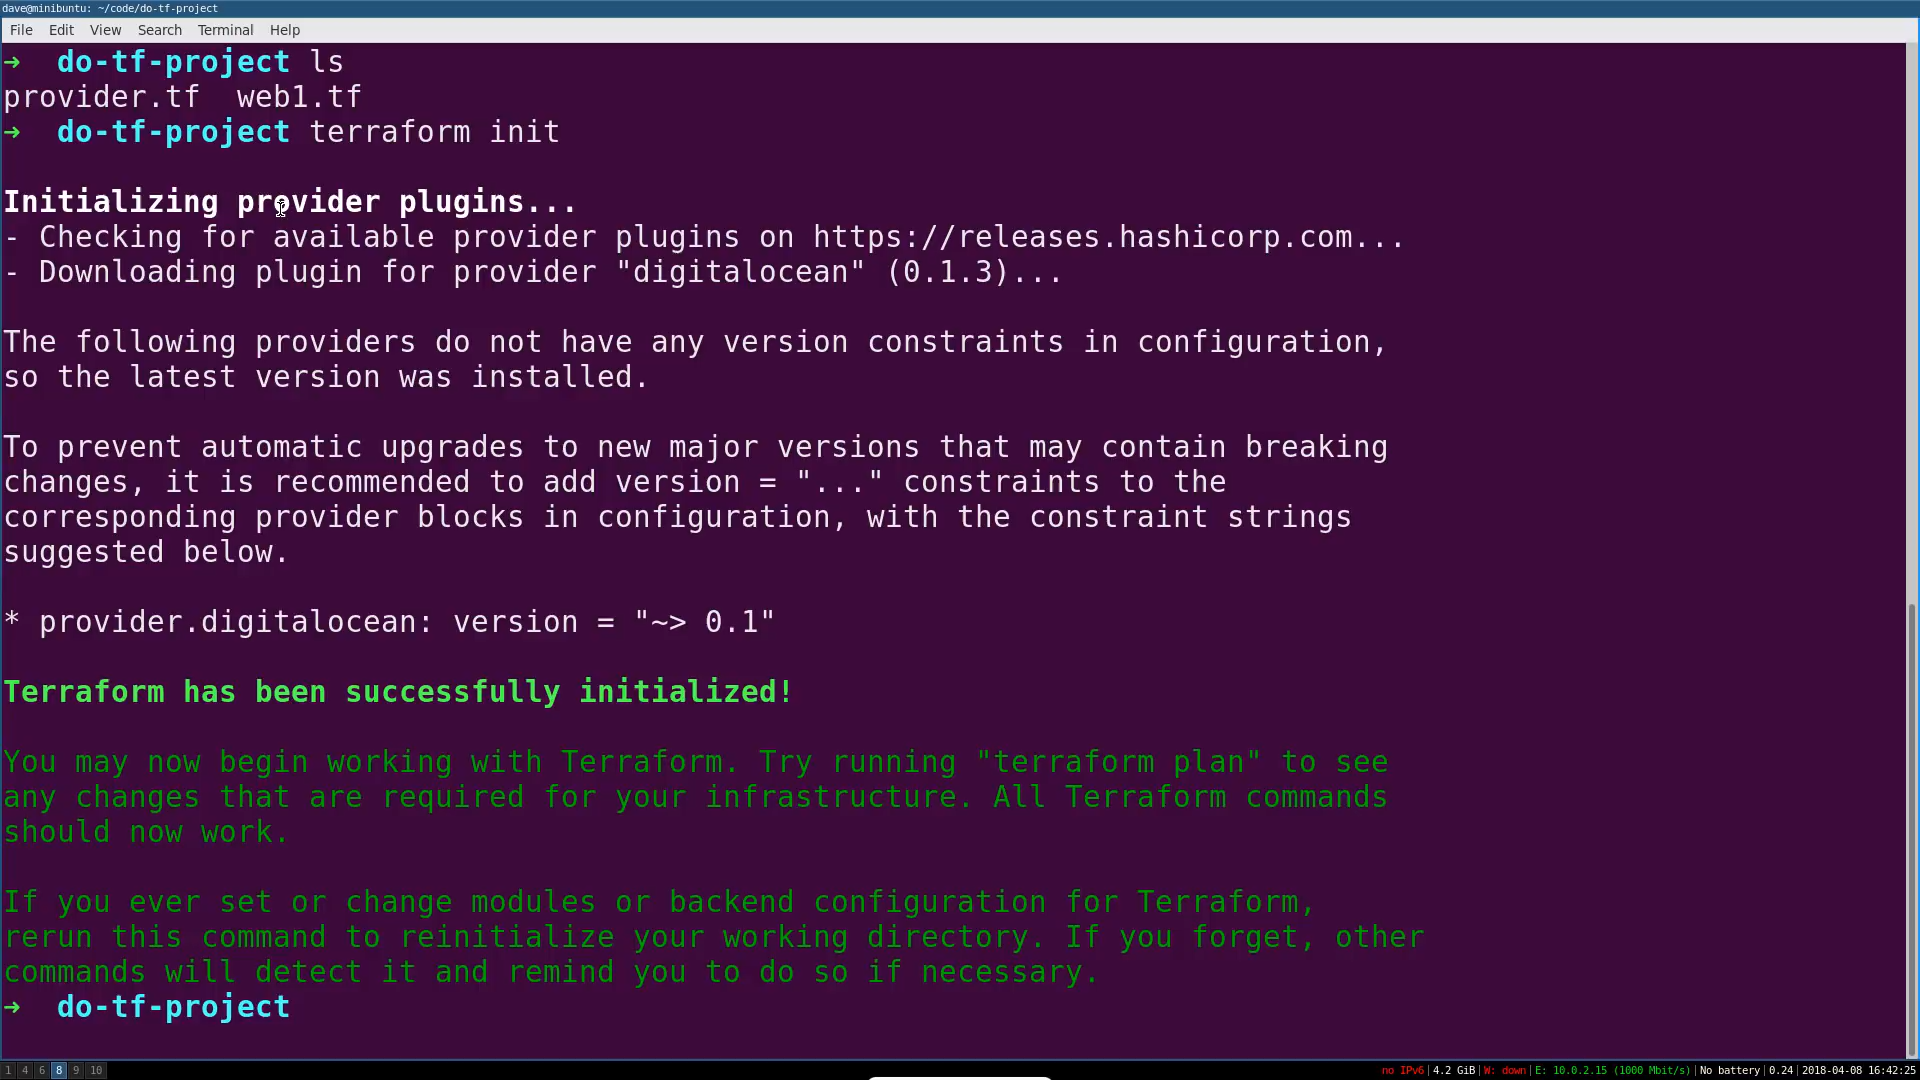 dave@minibuntu: ~/code/do-tf-project
File Edit View Search Terminal Help
➜  do-tf-project ls
provider.tf  web1.tf
➜  do-tf-project terraform init
Initializing provider plugins...
- Checking for available provider plugins on https://releases.hashicorp.com...
- Downloading plugin for provider "digitalocean" (0.1.3)...
The following providers do not have any version constraints in configuration,
so the latest version was installed.
To prevent automatic upgrades to new major versions that may contain breaking
changes, it is recommended to add version = "..." constraints to the
corresponding provider blocks in configuration, with the constraint strings
suggested below.
* provider.digitalocean: version = "~> 0.1"
Terraform has been successfully initialized!
You may now begin working with Terraform. Try running "terraform plan" to see
any changes that are required for your infrastructure. All Terraform commands
should now work.
If you ever set or change modules or backend configuration for Terraform,
rerun this command to reinitialize your working directory. If you forget, other
commands will detect it and remind you to do so if necessary.
➜  do-tf-project
1 4 6 8 9 10 no IPv6|4.2 GiB|W: down|E: 10.0.2.15 (1000 Mbit/s)|No battery|0.24|2018-04-08 16:42:25